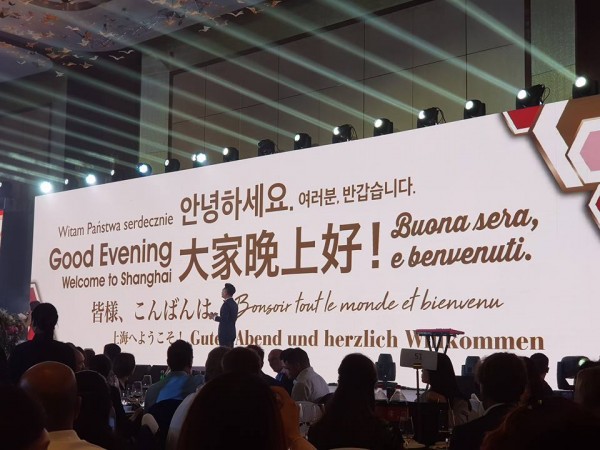 Witam Państwa serdecznie
안녕하세요. 여러분, 반갑습니다.
Good Evening
Welcome to Shanghai
大家晚上好!
Buona sera,
e benvenuti.
皆様、こんばんは。
上海へようこそ!
Bonsoir tout le monde et bienvenu
Guten Abend und herzlich Willkommen